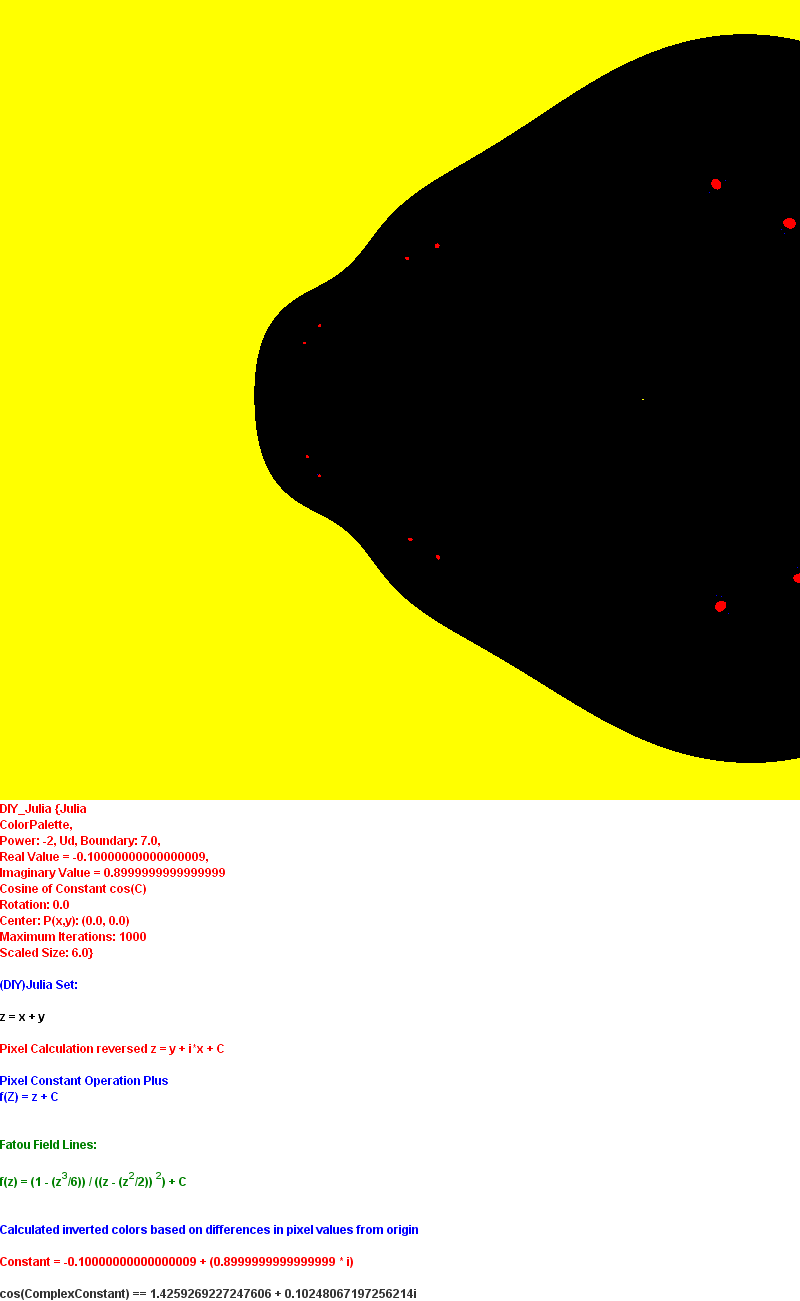 DIY_Julia {Julia
ColorPalette,
Power: -2, Ud, Boundary: 7.0,
Real Value = -0.10000000000000009,
Imaginary Value = 0.8999999999999999
Cosine of Constant cos(C)
Rotation: 0.0
Center: P(x,y): (0.0, 0.0)
Maximum Iterations: 1000
Scaled Size: 6.0}
(DIY)Julia Set:
z = x + y
Pixel Calculation reversed z = y + i*x + C
Pixel Constant Operation Plus
f(Z) = z + C
Fatou Field Lines:
f(z) = (1 - (z^3/6)) / ((z - (z^2/2))^2) + C
Calculated inverted colors based on differences in pixel values from origin
Constant = -0.10000000000000009 + (0.8999999999999999 * i)
cos(ComplexConstant) == 1.4259269227247606 + 0.10248067197256214i